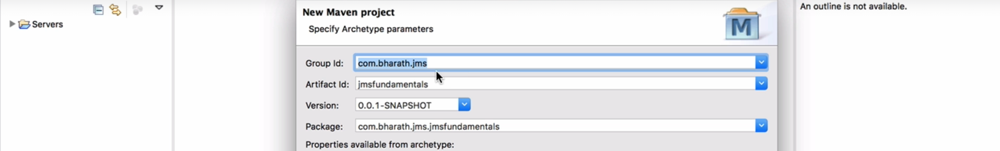 Servers
New Maven project
Specify Archetype parameters
M
Group Id: com.bharath.jms
Artifact Id: jmsfundamentals
Version: 0.0.1-SNAPSHOT
Package: com.bharath.jms.jmsfundamentals
Properties available from archetype:
An outline is not available.